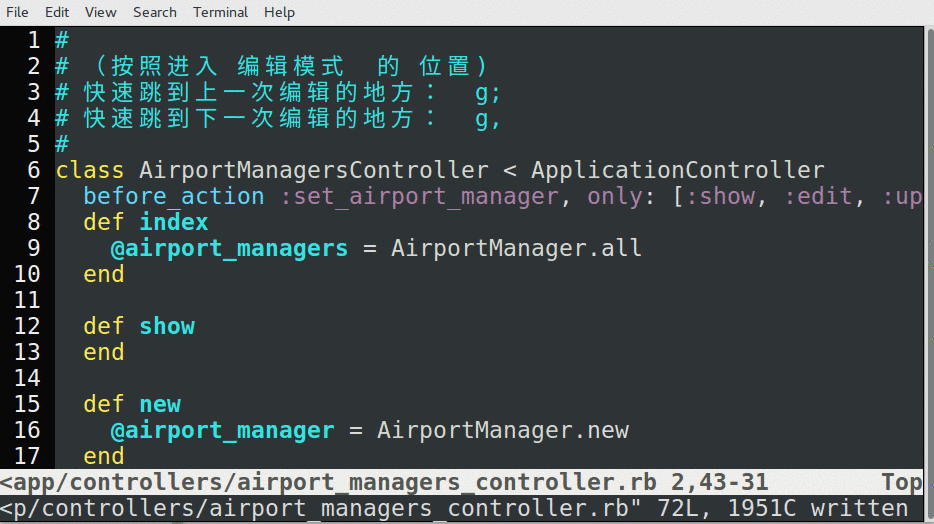 File Edit View Search Terminal Help
1 #
2 # （按照进入 编辑模式  的 位置)
3 # 快速跳到上一次编辑的地方：  g;
4 # 快速跳到下一次编辑的地方：  g,
5 #
6 class AirportManagersController < ApplicationController
7   before_action :set_airport_manager, only: [:show, :edit, :up
8   def index
9     @airport_managers = AirportManager.all
10   end
11
12   def show
13   end
14
15   def new
16     @airport_manager = AirportManager.new
17   end
<app/controllers/airport_managers_controller.rb 2,43-31 Top
<p/controllers/airport_managers_controller.rb" 72L, 1951C written